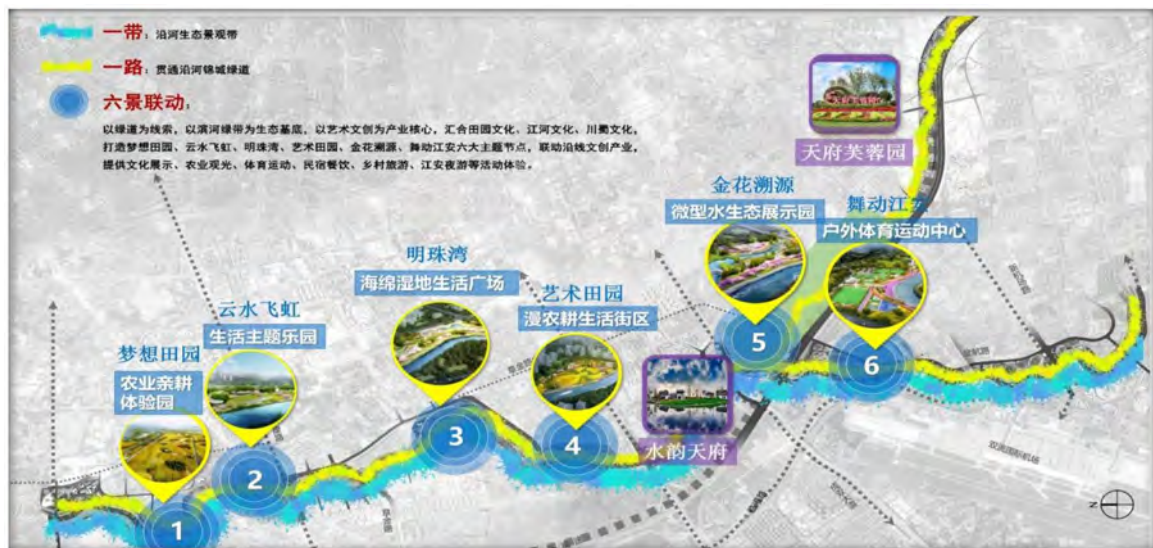 一带：沿河生态景观带
一路：贯通沿河锦城绿道
六景联动：
以绿道为线索，以滨河绿带为生态基底，以艺术文创为产业核心，汇合田园文化、江河文化、川蜀文化，
打造梦想田园、云水飞虹、明珠湾、艺术田园、金花溯源、舞动江安六大主题节点，联动沿线文创产业，
提供文化展示、农业观光、体育运动、民宿餐饮、乡村旅游、江安夜游等活动体验。
天府芙蓉园
金花溯源
微型水生态展示园
舞动江
户外体育运动中心
明珠湾
海绵湿地生活广场
艺术田园
漫农耕生活街区
云水飞虹
生活主题乐园
梦想田园
农业亲耕
体验园
水韵天府
1
2
3
4
5
6
双流国际机场
N